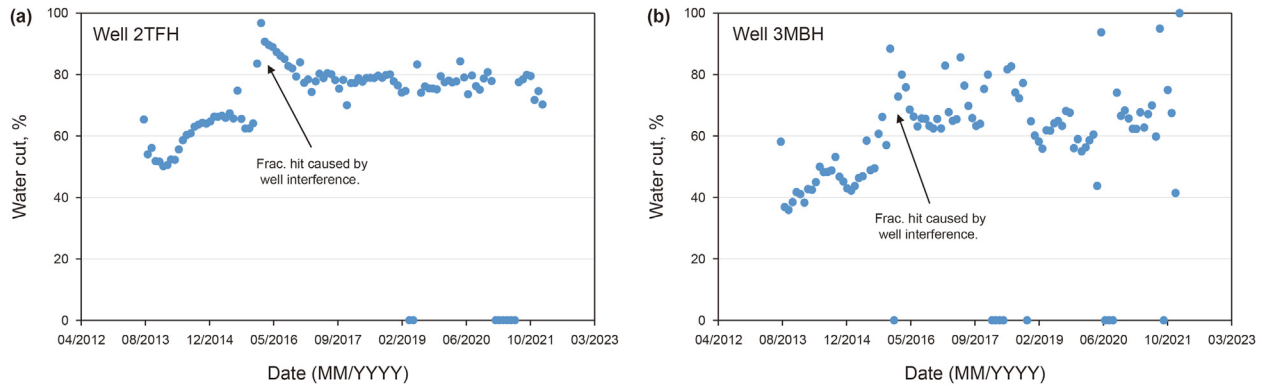 (a)
Well 2TFH
Water cut, %
100
80
60
40
20
0
Frac. hit caused by
well interference.
04/2012 08/2013 12/2014 05/2016 09/2017 02/2019 06/2020 10/2021 03/2023
Date (MM/YYYY)
(b)
Well 3MBH
Water cut, %
100
80
60
40
20
0
Frac. hit caused by
well interference.
04/2012 08/2013 12/2014 05/2016 09/2017 02/2019 06/2020 10/2021 03/2023
Date (MM/YYYY)